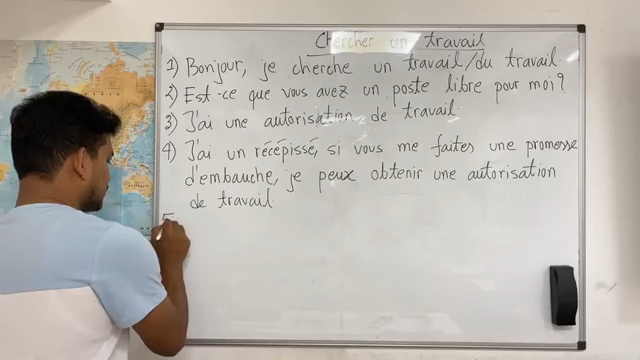 Chercher un travail
1) Bonjour, je cherche un travail/du travail
2) Est-ce que vous avez un poste libre pour moi?
3) J'ai une autorisation de travail
4) J'ai un récépissé, si vous me faites une promesse
d'embauche, je peux obtenir une autorisation
de travail
5